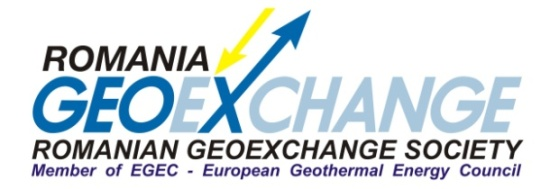 ROMANIA
GEOEXCHANGE
ROMANIAN GEOEXCHANGE SOCIETY
Member of EGEC - European Geothermal Energy Council